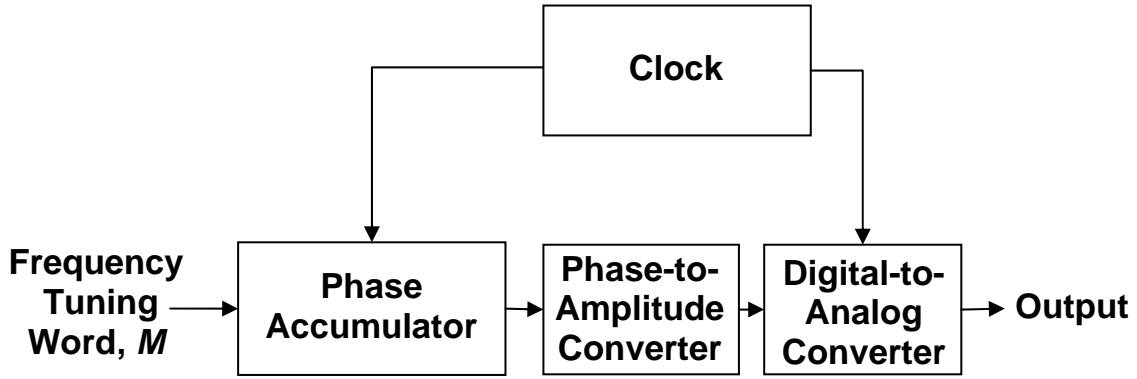 Clock
Frequency
Tuning
Word, M
Phase
Accumulator
Phase-to-
Amplitude
Converter
Digital-to-
Analog
Converter
Output